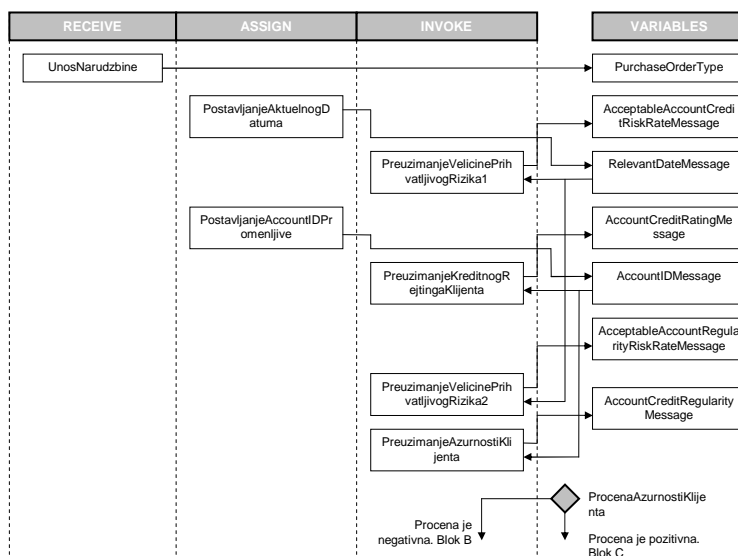 RECEIVE
ASSIGN
INVOKE
VARIABLES
UnosNarudzbine
PurchaseOrderType
PostavljanjeAktuelnogD
atuma
AcceptableAccountCredi
tRiskRateMessage
PreuzimanjeVelicinePrih
vatljivogRizika1
RelevantDateMessage
PostavljanjeAccountIDPr
omenljive
AccountCreditRatingMe
ssage
PreuzimanjeKreditnogR
ejtingaKlijenta
AccountIDMessage
AcceptableAccountRegula
rityRiskRateMessage
PreuzimanjeVelicinePrih
vatljivogRizika2
AccountCreditRegularity
Message
PreuzimanjeAzurnostiKli
jenta
ProcenaAzurnostiKlije
nta
Procena je
negativna. Blok B
Procena je pozitivna.
Blok C